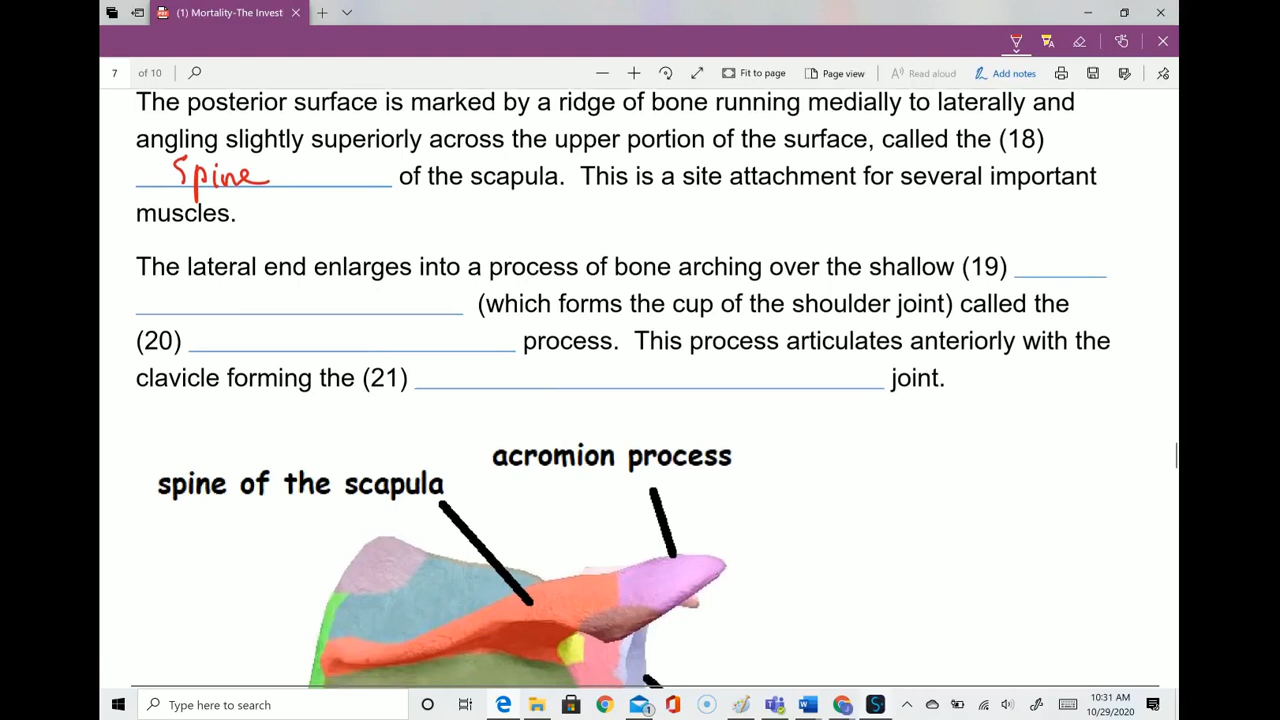 (1) Mortality-The Invest
7 of 10
Fit to page
Page view
Read aloud
Add notes
The posterior surface is marked by a ridge of bone running medially to laterally and
angling slightly superiorly across the upper portion of the surface, called the (18)
Spine of the scapula. This is a site attachment for several important
muscles.
The lateral end enlarges into a process of bone arching over the shallow (19)
(which forms the cup of the shoulder joint) called the
(20) process. This process articulates anteriorly with the
clavicle forming the (21) joint.
acromion process
spine of the scapula
Type here to search
10:31 AM
10/29/2020